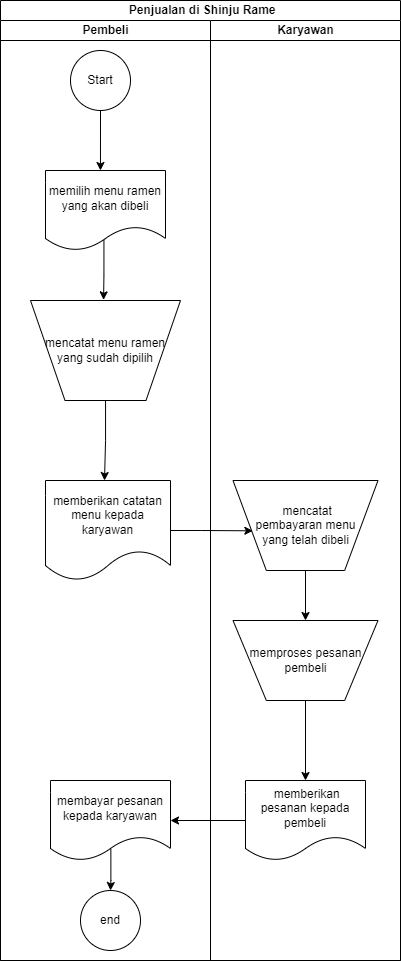 Penjualan di Shinju Rame
Pembeli
Karyawan
Start
memilih menu ramen
yang akan dibeli
mencatat menu ramen
yang sudah dipilih
memberikan catatan
menu kepada
karyawan
mencatat
pembayaran menu
yang telah dibeli
memproses pesanan
pembeli
memberikan
pesanan kepada
pembeli
membayar pesanan
kepada karyawan
end